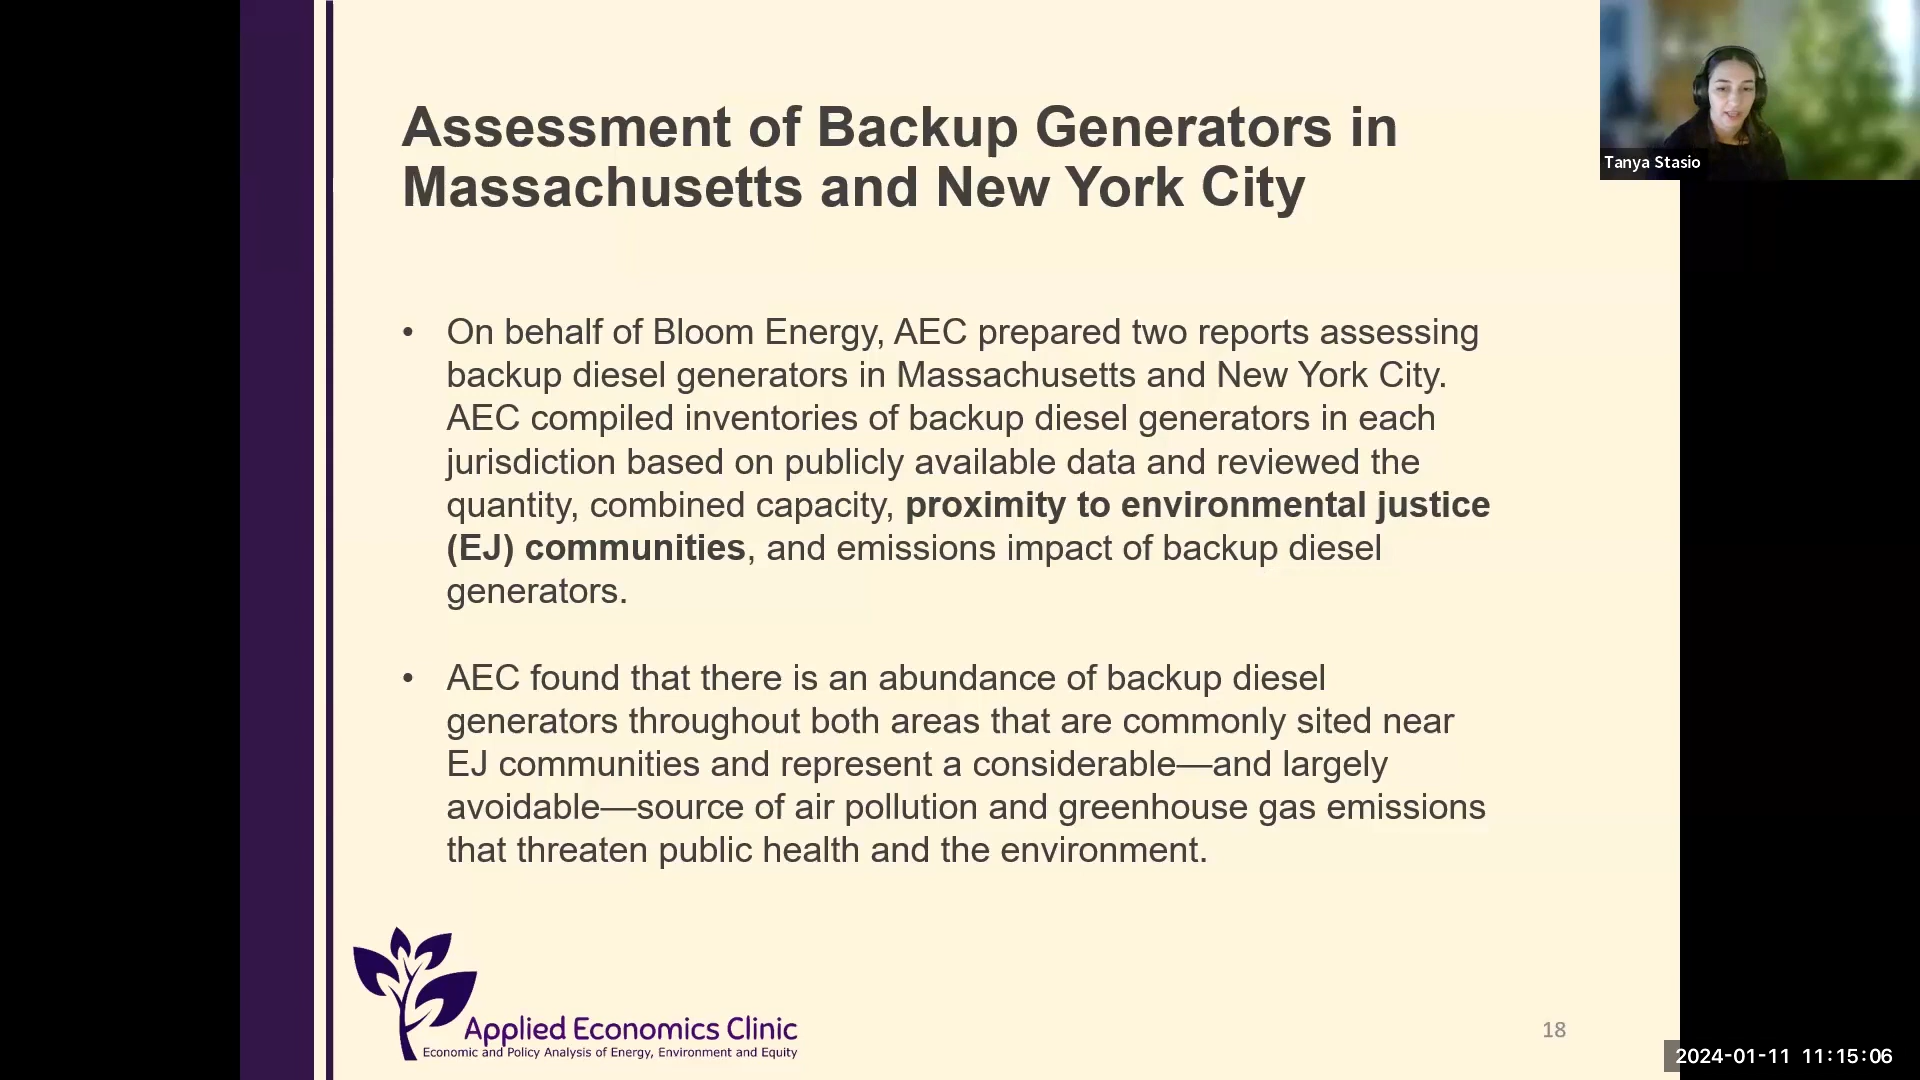 Assessment of Backup Generators in
Massachusetts and New York City
• On behalf of Bloom Energy, AEC prepared two reports assessing
backup diesel generators in Massachusetts and New York City.
AEC compiled inventories of backup diesel generators in each
jurisdiction based on publicly available data and reviewed the
quantity, combined capacity, proximity to environmental justice
(EJ) communities, and emissions impact of backup diesel
generators.
• AEC found that there is an abundance of backup diesel
generators throughout both areas that are commonly sited near
EJ communities and represent a considerable—and largely
avoidable—source of air pollution and greenhouse gas emissions
that threaten public health and the environment.
Applied Economics Clinic
Economic and Policy Analysis of Energy, Environment and Equity
18
Tanya Stasio
2024-01-11 11:15:06